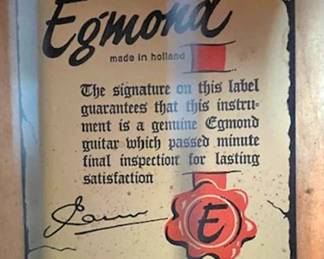 Egmond
made in holland
The signature on this label
guarantees that this instru-
ment is a genuine Egmond
guitar which passed minute
final inspection for lasting
satisfaction
E